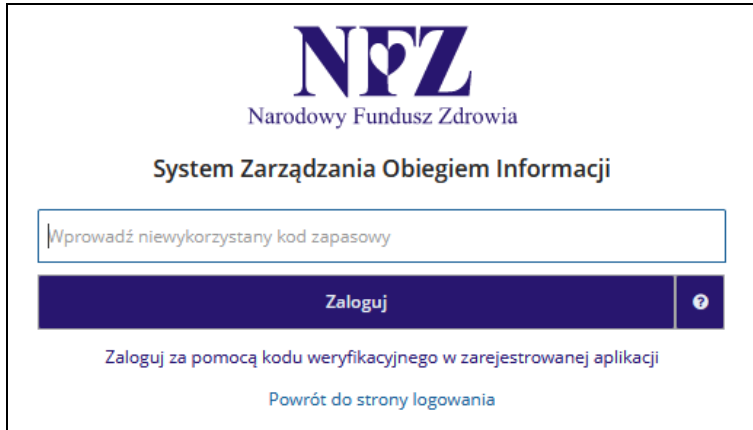 NFZ
Narodowy Fundusz Zdrowia
System Zarządzania Obiegiem Informacji
Wprowadź niewykorzystany kod zapasowy
Zaloguj ?
Zaloguj za pomocą kodu weryfikacyjnego w zarejestrowanej aplikacji
Powrót do strony logowania